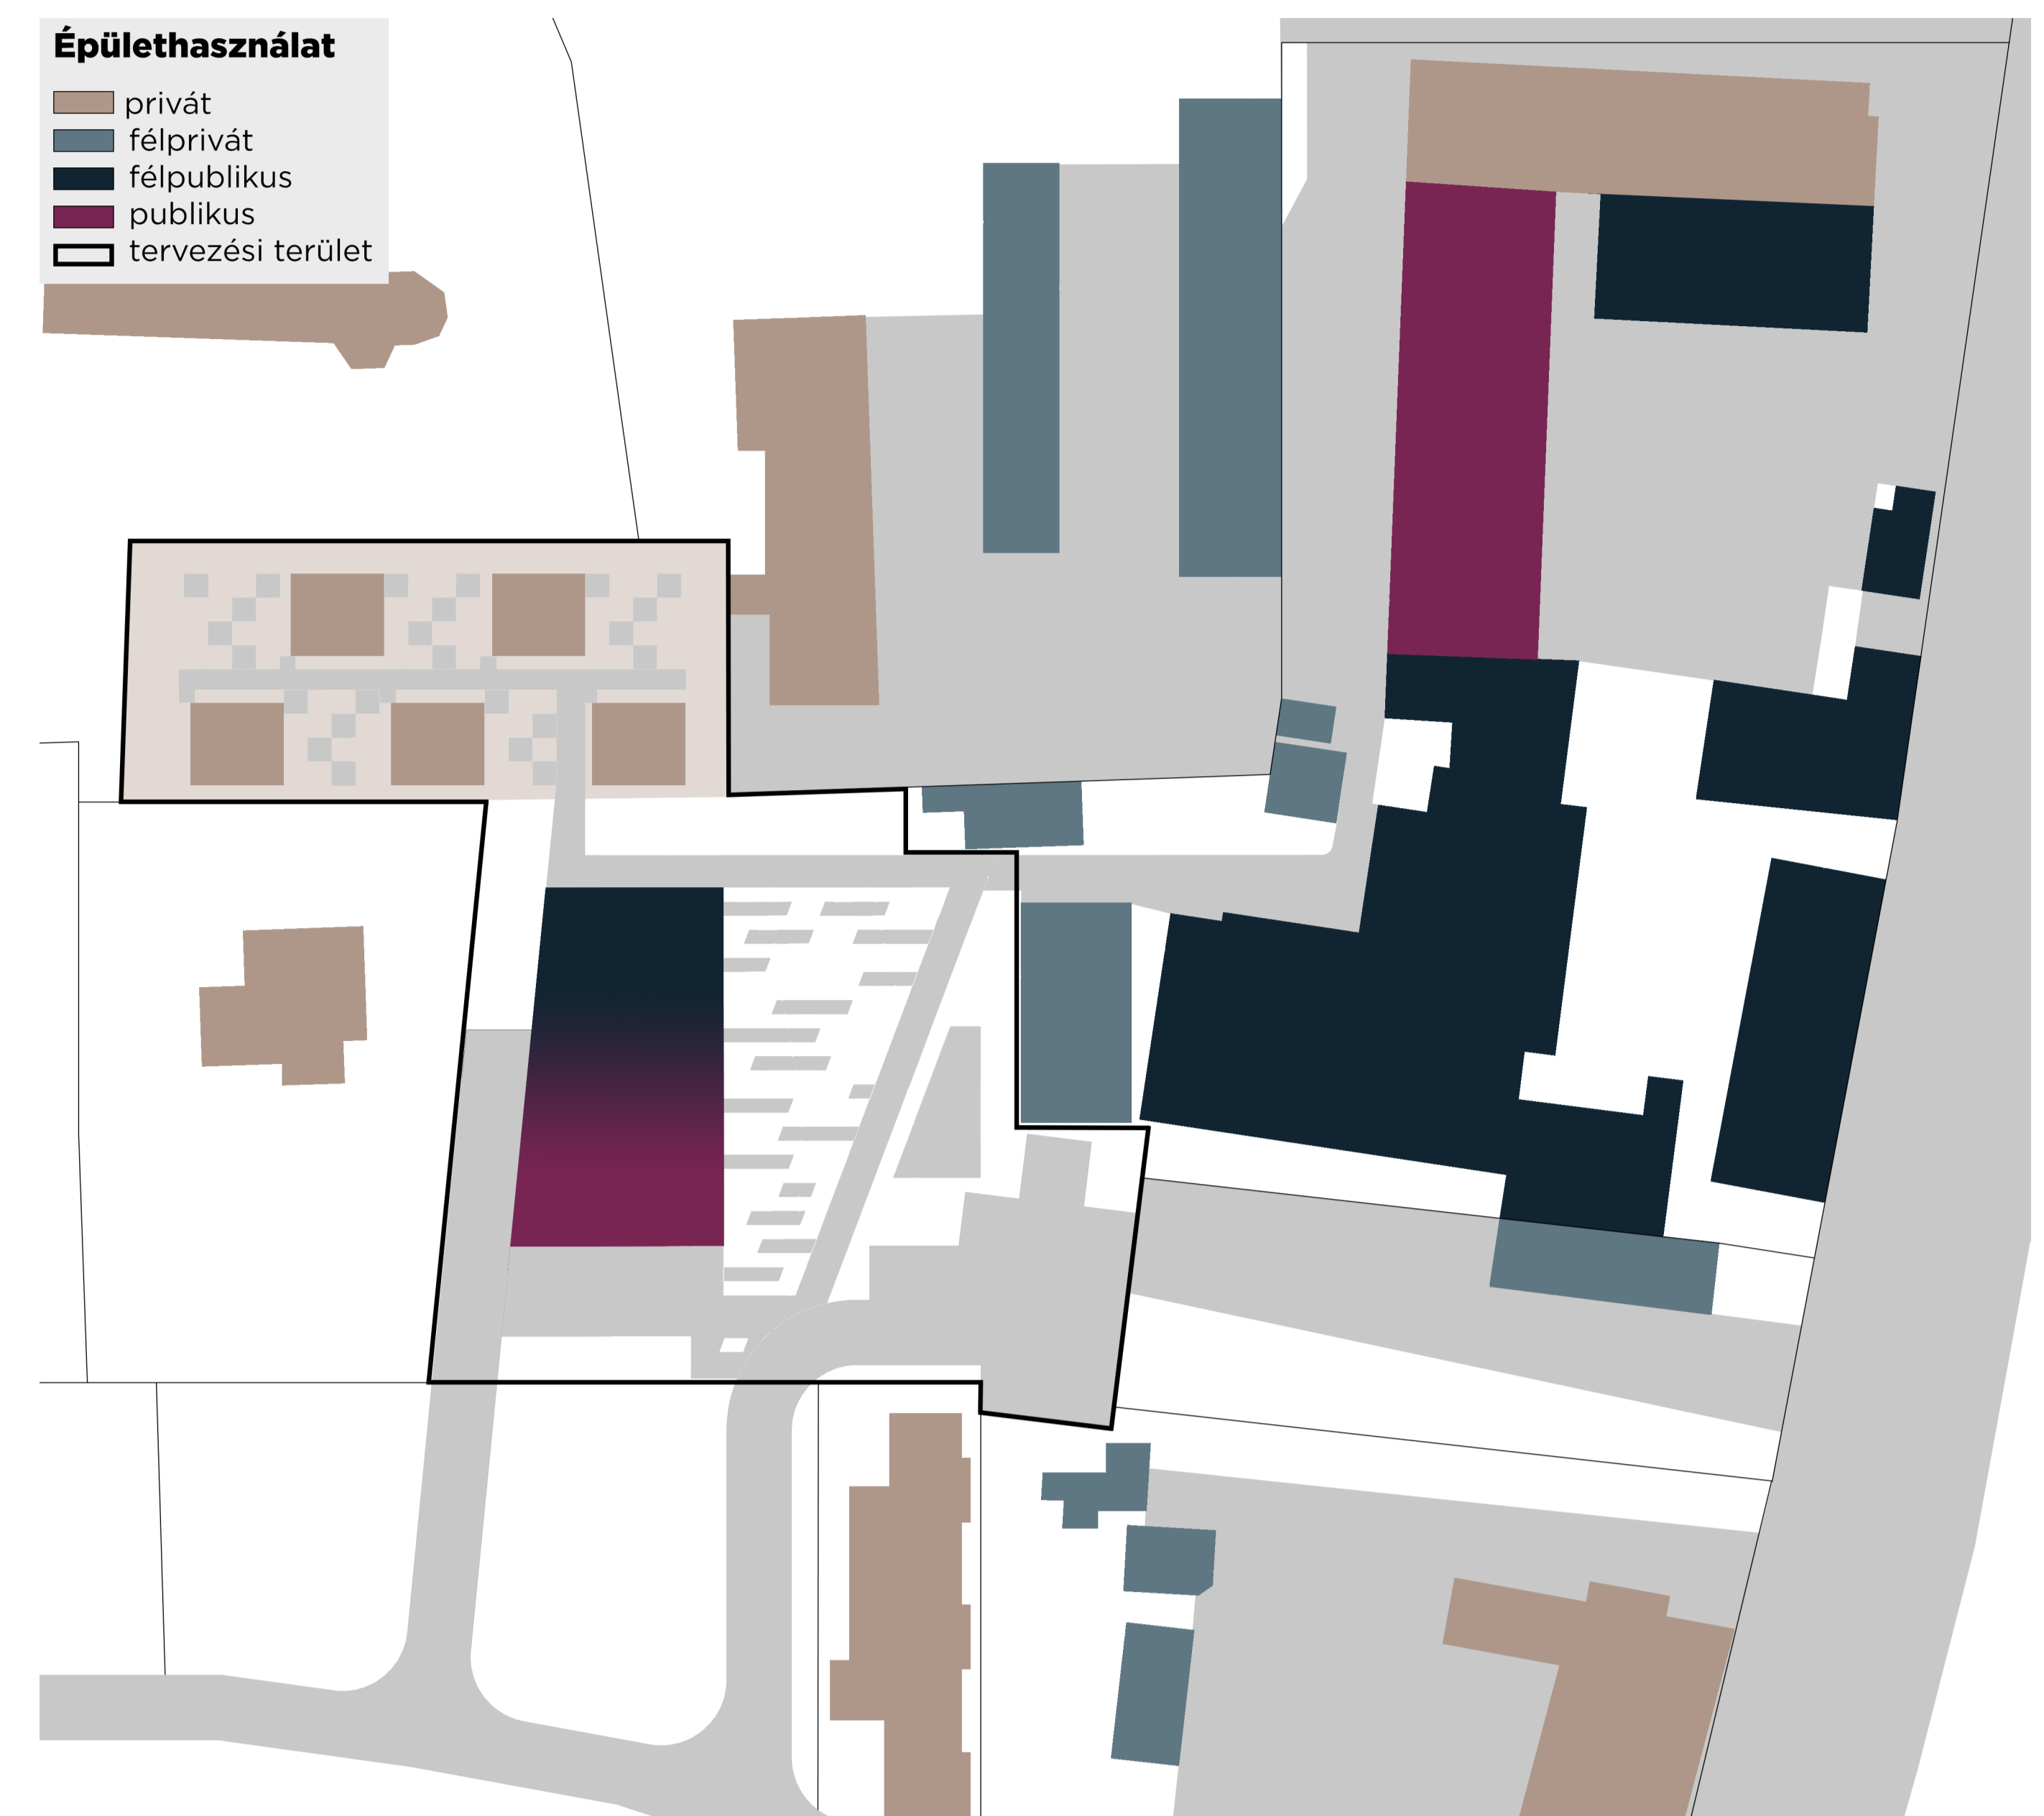 Épülethasználat
privát
félprivát
félpublikus
publikus
tervezési terület